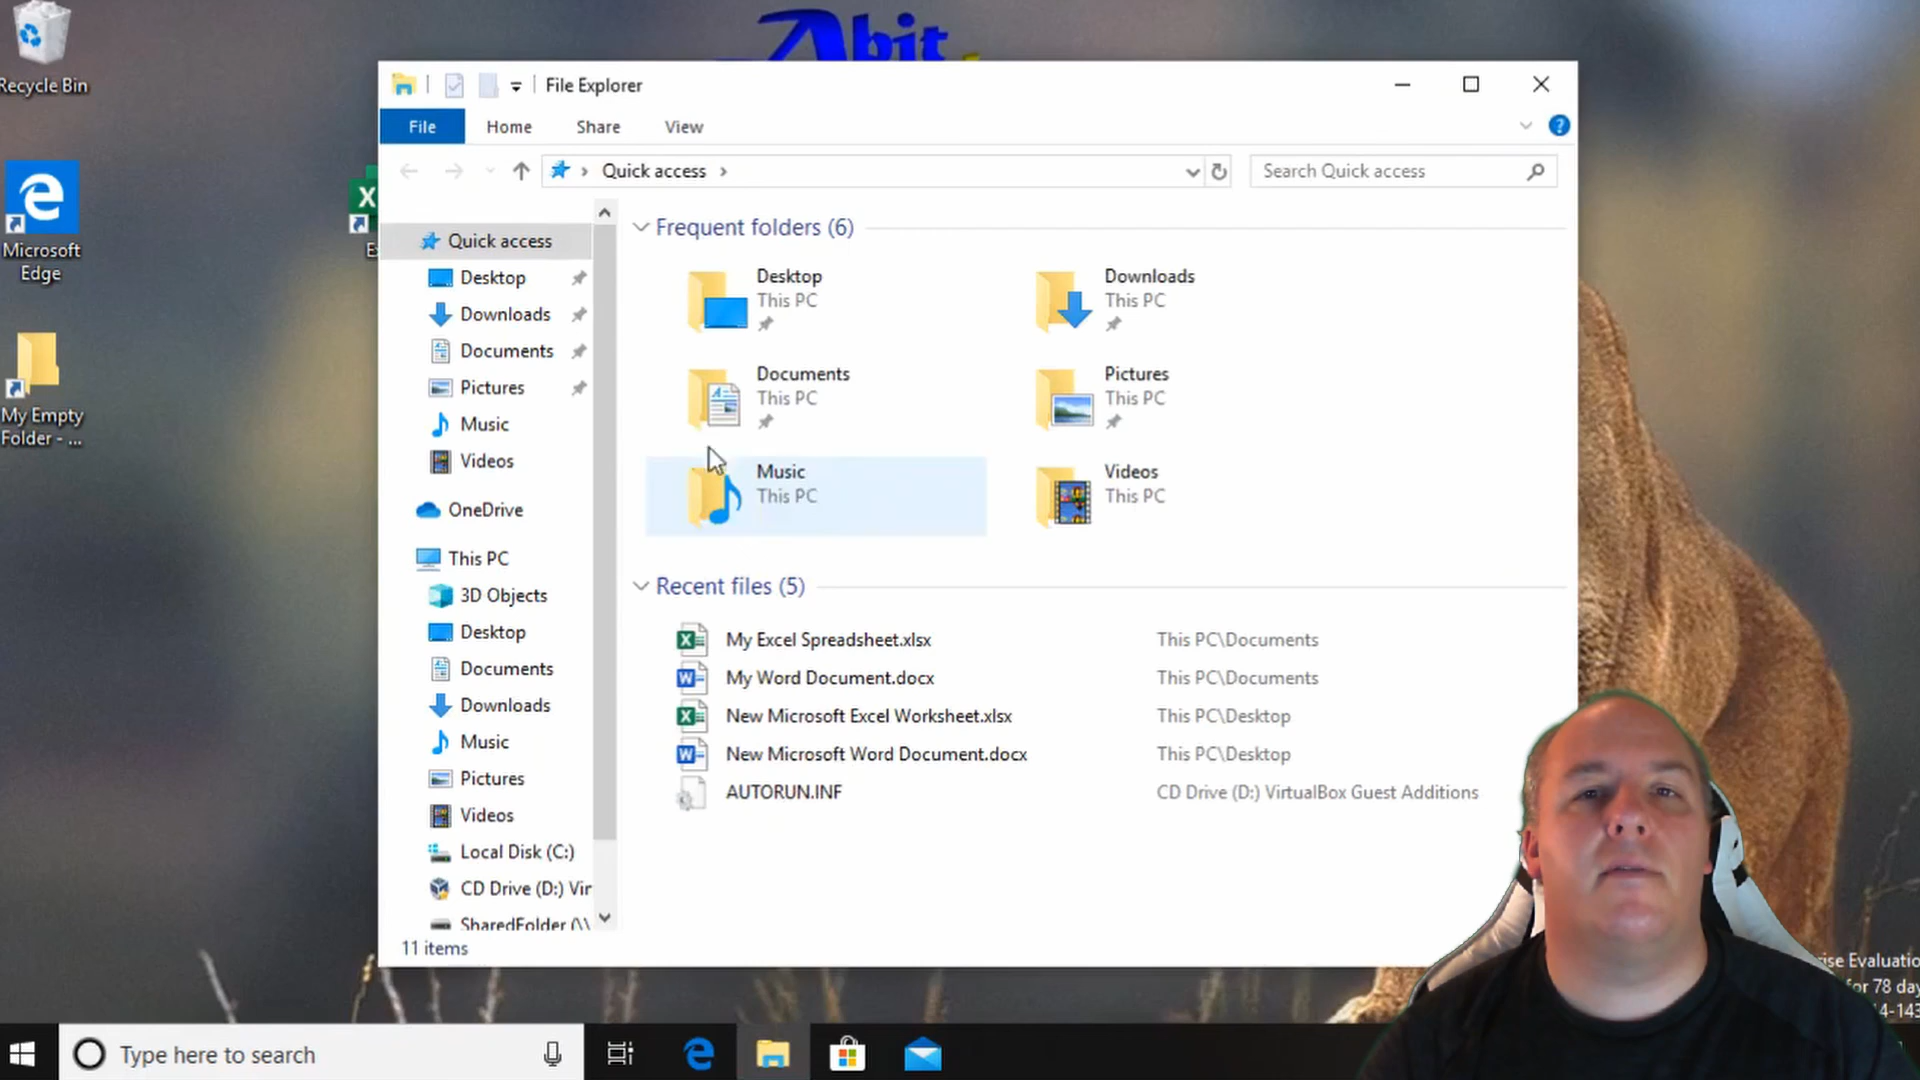 Abit
Recycle Bin
Microsoft
Edge
My Empty
Folder - ...
File Explorer
File
Home
Share
View
Quick access
Search Quick access
Quick access
Desktop
Downloads
Documents
Pictures
Music
Videos
OneDrive
This PC
3D Objects
Desktop
Documents
Downloads
Music
Pictures
Videos
Local Disk (C:)
CD Drive (D:) Vir
SharedFolder (\\
11 items
Frequent folders (6)
Desktop
This PC
Downloads
This PC
Documents
This PC
Pictures
This PC
Music
This PC
Videos
This PC
Recent files (5)
My Excel Spreadsheet.xlsx
This PC\Documents
My Word Document.docx
This PC\Documents
New Microsoft Excel Worksheet.xlsx
This PC\Desktop
New Microsoft Word Document.docx
This PC\Desktop
AUTORUN.INF
CD Drive (D:) VirtualBox Guest Additions
rise Evaluatio
for 78 day
4-143
Type here to search